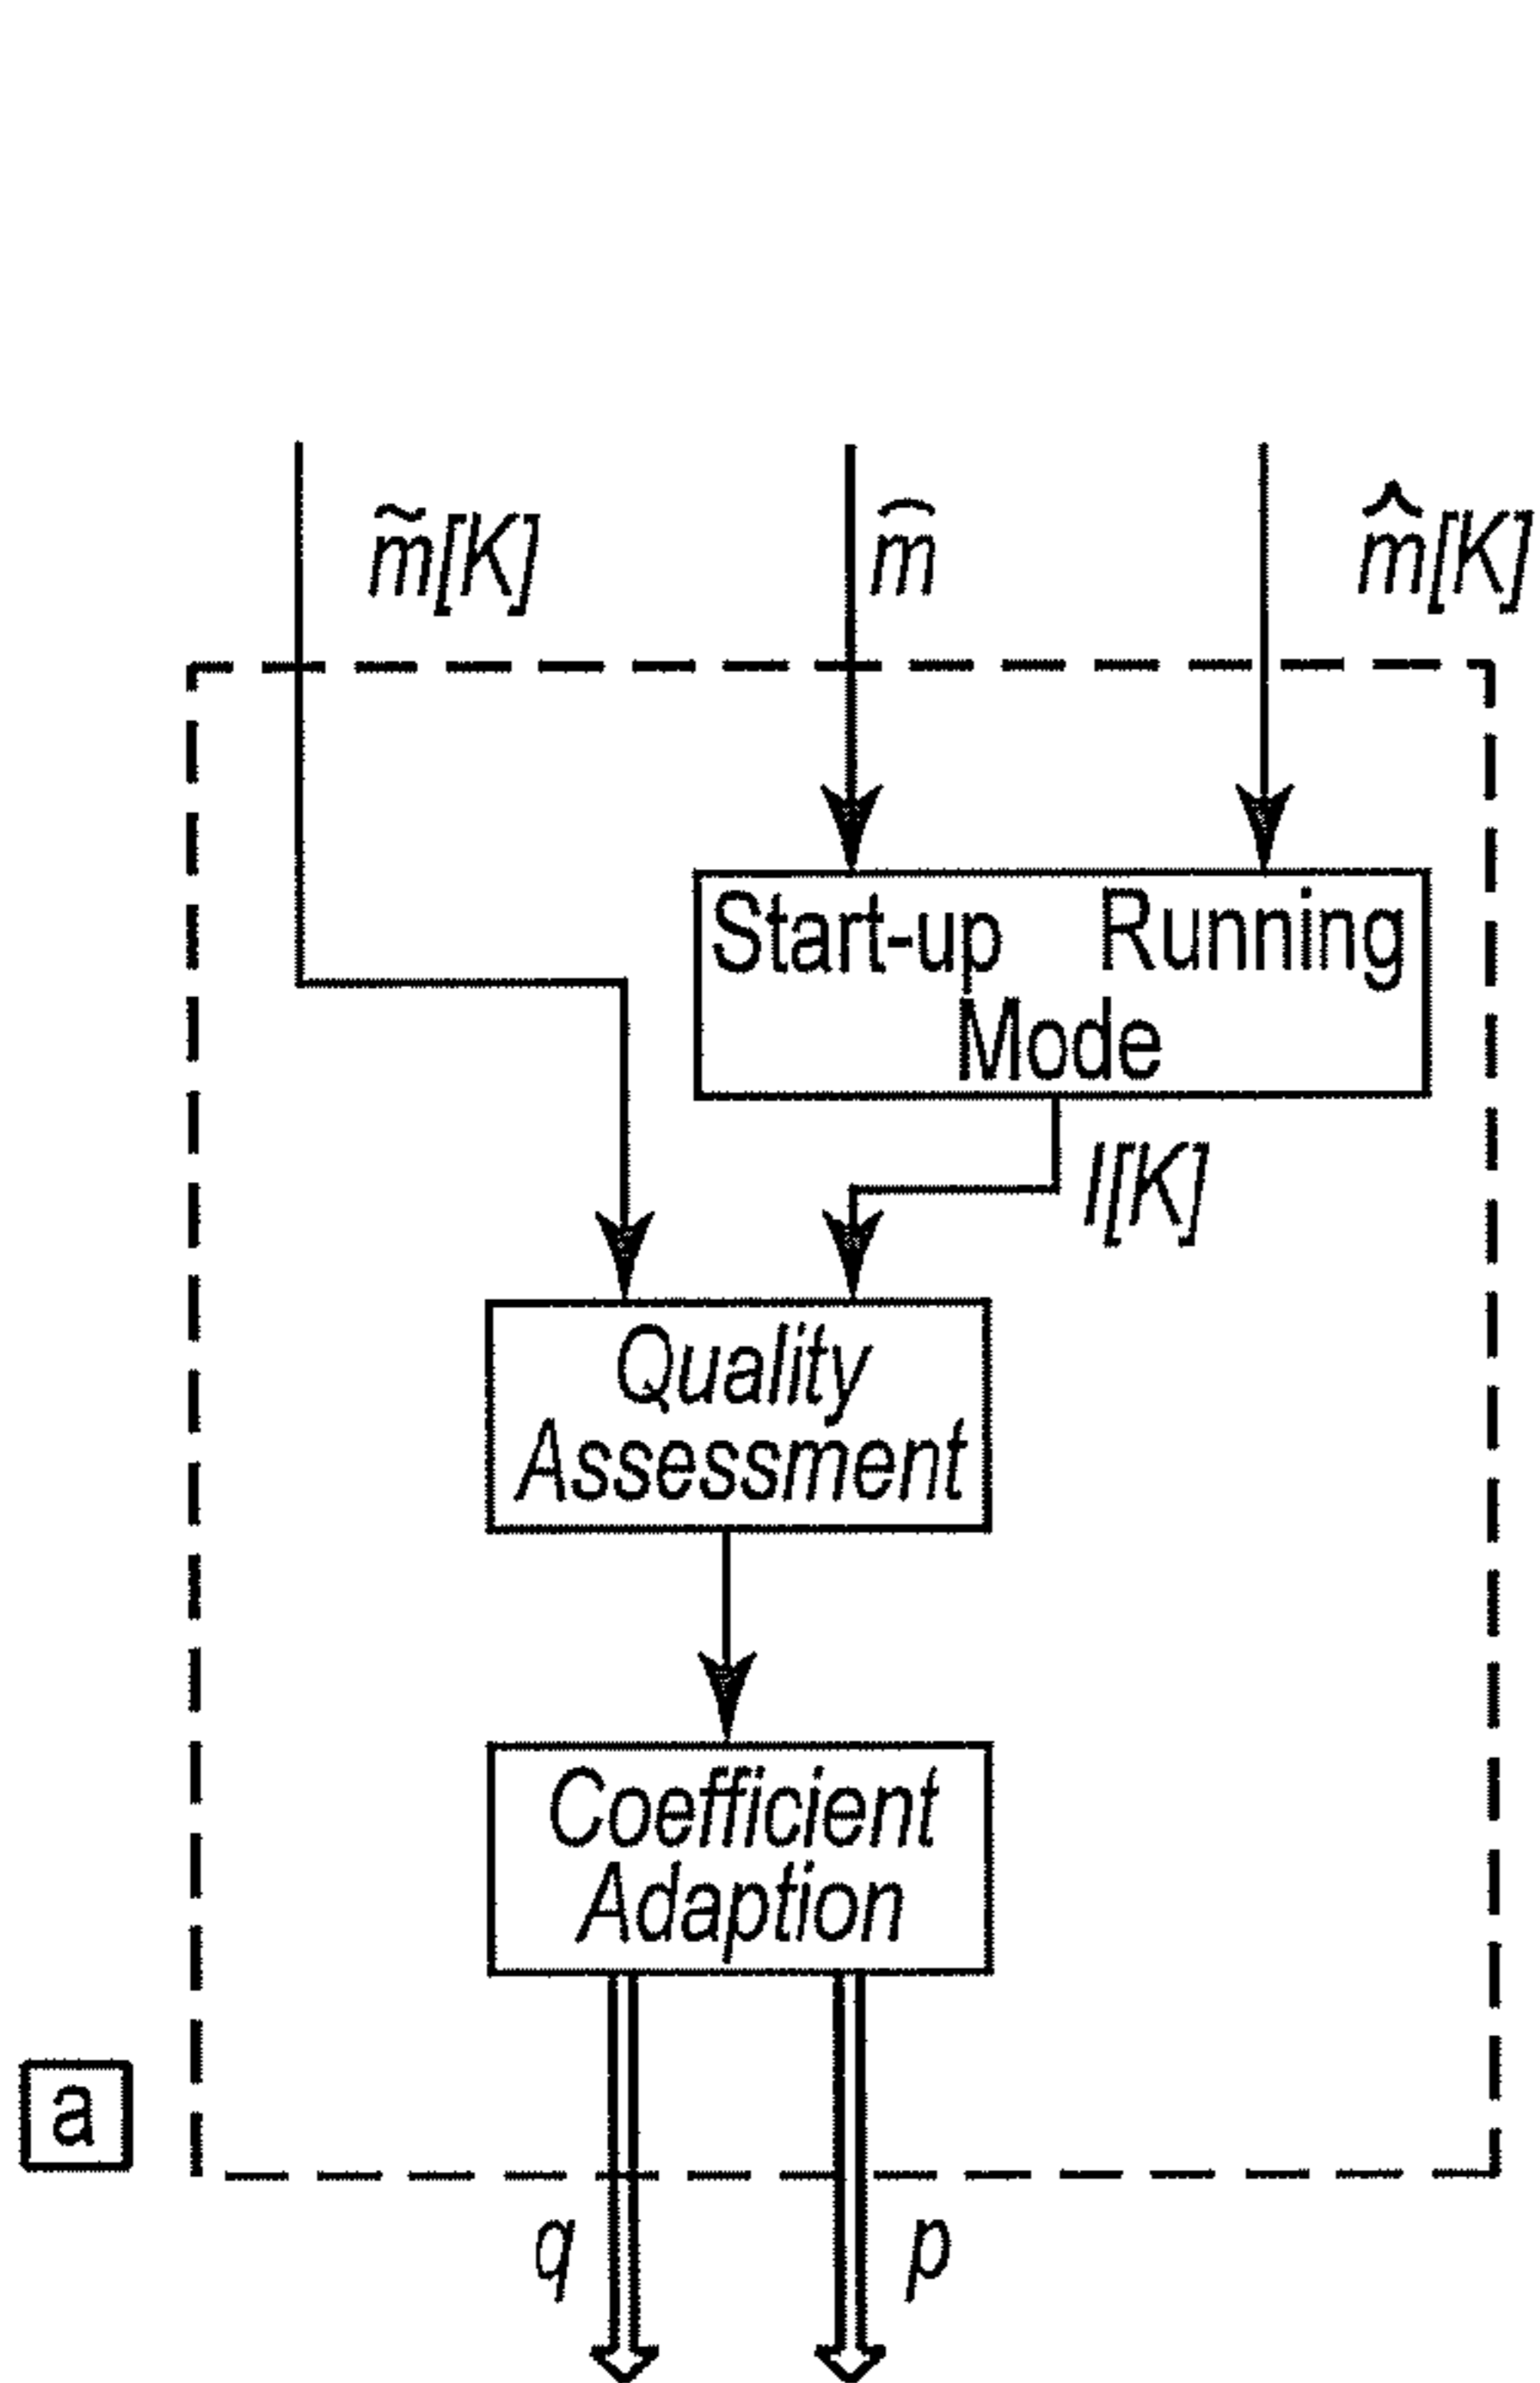 m̃[K] m̑ m̂[K]
Start-up Running
Mode
I[K]
Quality
Assessment
Coefficient
Adaption
a
q p